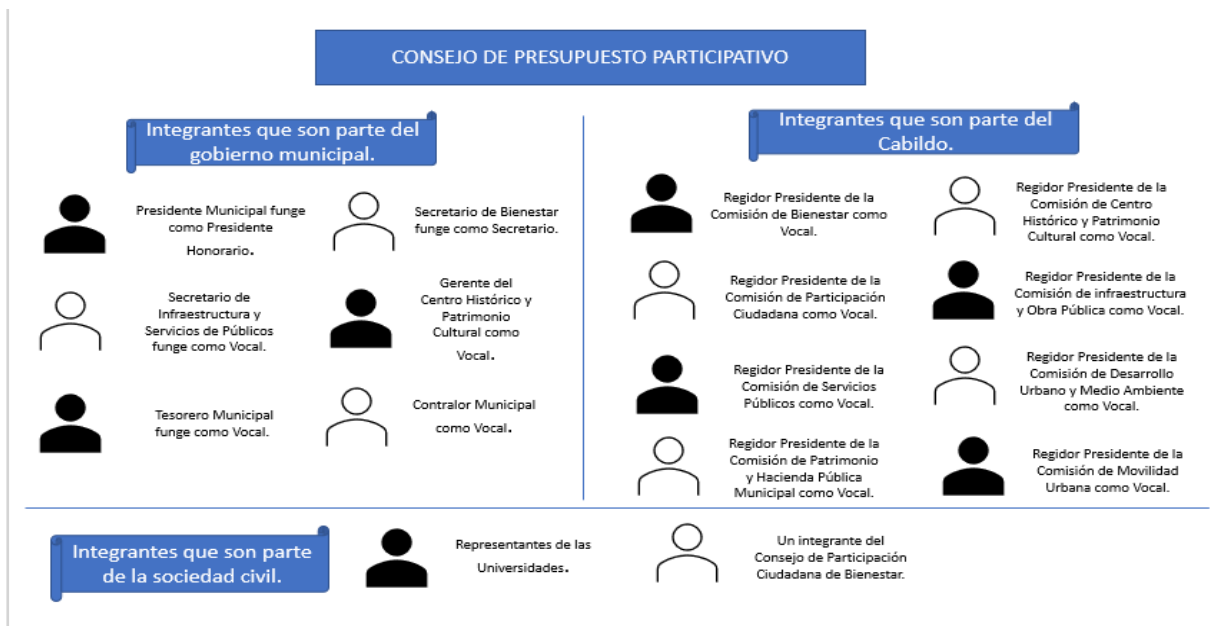 CONSEJO DE PRESUPUESTO PARTICIPATIVO
Integrantes que son parte del
gobierno municipal.
Presidente Municipal funge
como Presidente
Honorario.
Secretario de Bienestar
funge como Secretario.
Secretario de
Infraestructura y
Servicios de Públicos
funge como Vocal.
Gerente del
Centro Histórico y
Patrimonio
Cultural como
Vocal.
Tesorero Municipal
funge como Vocal.
Contralor Municipal
como Vocal.
Integrantes que son parte del
Cabildo.
Regidor Presidente de la
Comisión de Bienestar como
Vocal.
Regidor Presidente de la
Comisión de Centro
Histórico y Patrimonio
Cultural como Vocal.
Regidor Presidente de la
Comisión de Participación
Ciudadana como Vocal.
Regidor Presidente de la
Comisión de infraestructura
y Obra Pública como Vocal.
Regidor Presidente de la
Comisión de Servicios
Públicos como Vocal.
Regidor Presidente de la
Comisión de Desarrollo
Urbano y Medio Ambiente
como Vocal.
Regidor Presidente de la
Comisión de Patrimonio
y Hacienda Pública
Municipal como Vocal.
Regidor Presidente de la
Comisión de Movilidad
Urbana como Vocal.
Integrantes que son parte
de la sociedad civil.
Representantes de las
Universidades.
Un integrante del
Consejo de Participación
Ciudadana de Bienestar.